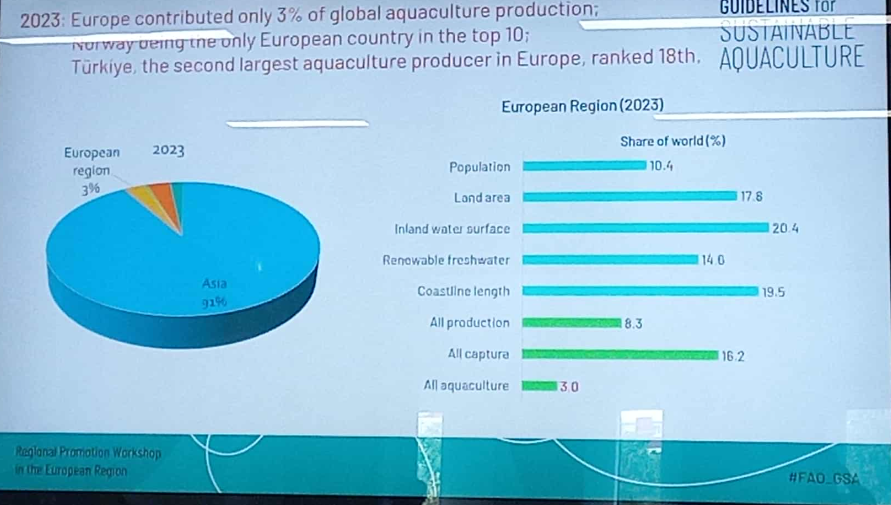 2023: Europe contributed only 3% of global aquaculture production;
Norway being the only European country in the top 10;
Türkiye, the second largest aquaculture producer in Europe, ranked 18th.
GUIDELINES for
SUSTAINABLE
AQUACULTURE
European Region (2023)
European
region
3%
2023
Asia
91%
Share of world (%)
Population 10.4
Land area 17.8
Inland water surface 20.4
Renewable freshwater 14.6
Coastline length 19.5
All production 8.3
All captura 16.2
All aquaculture 3.0
Regional Promotion Workshop
in the European Region
#FAO_GSA